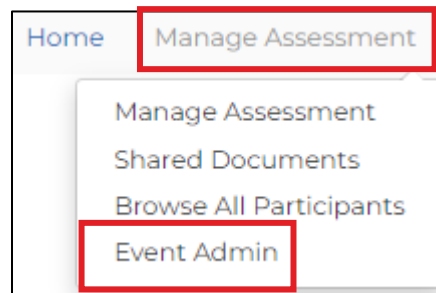 Home Manage Assessment
Manage Assessment
Shared Documents
Browse All Participants
Event Admin